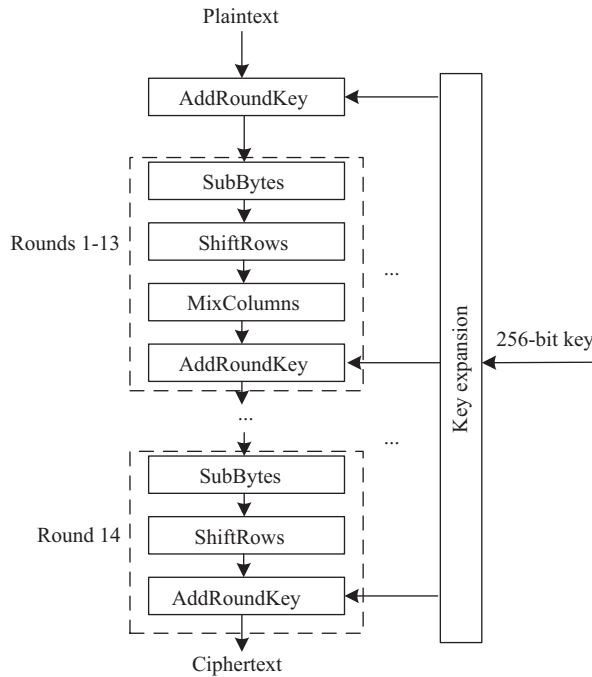 Plaintext
AddRoundKey
SubBytes
Rounds 1-13
ShiftRows
...
MixColumns
256-bit key
AddRoundKey
Key expansion
...
...
SubBytes
Round 14
ShiftRows
AddRoundKey
Ciphertext